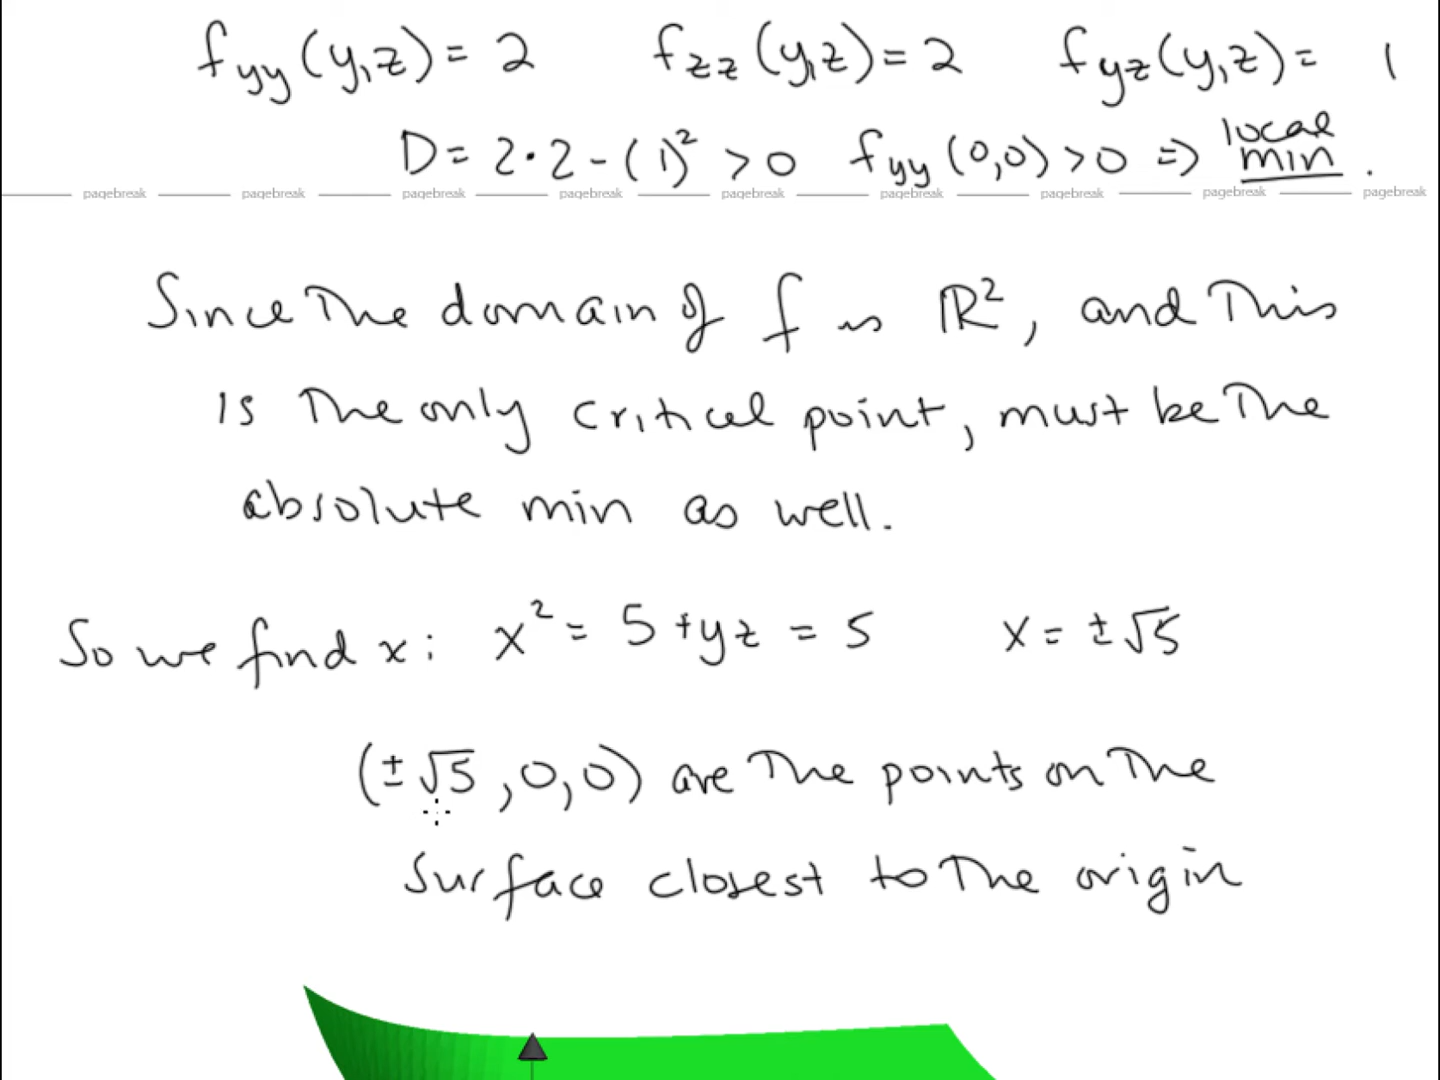 f_yy(y,z) = 2 f_zz(y,z) = 2 f_yz(y,z) = 1
D = 2·2 - (1)² > 0 f_yy(0,0) > 0 ⇒ local min.
pagebreak pagebreak pagebreak pagebreak pagebreak pagebreak pagebreak pagebreak pagebreak
Since the domain of f is ℝ², and this
is the only critical point, must be the
absolute min as well.
So we find x: x² = 5 + yz = 5 x = ±√5
(±√5, 0, 0) are the points on the
surface closest to the origin